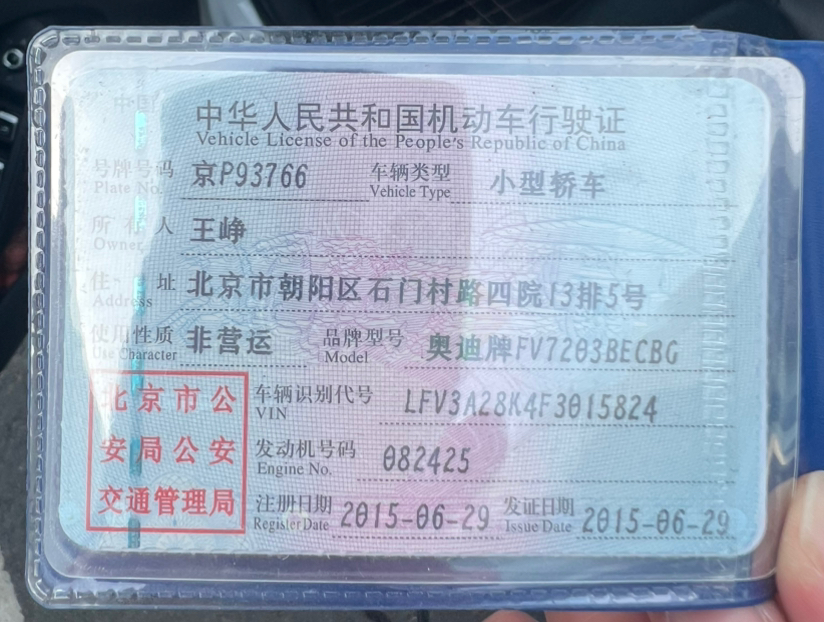 中华人民共和国机动车行驶证
Vehicle License of the People's Republic of China
号牌号码 京P93766 车辆类型 小型轿车
Plate No. Vehicle Type
所有人 王峥
Owner
住址 北京市朝阳区石门村路四院13排5号
Address
使用性质 非营运 品牌型号 奥迪牌FV7203BECBG
Use Character Model
北京市公
安局公安
交通管理局
车辆识别代号 LFV3A28K4F3015824
VIN
发动机号码 082425
Engine No.
注册日期 2015-06-29 发证日期 2015-06-29
Register Date Issue Date